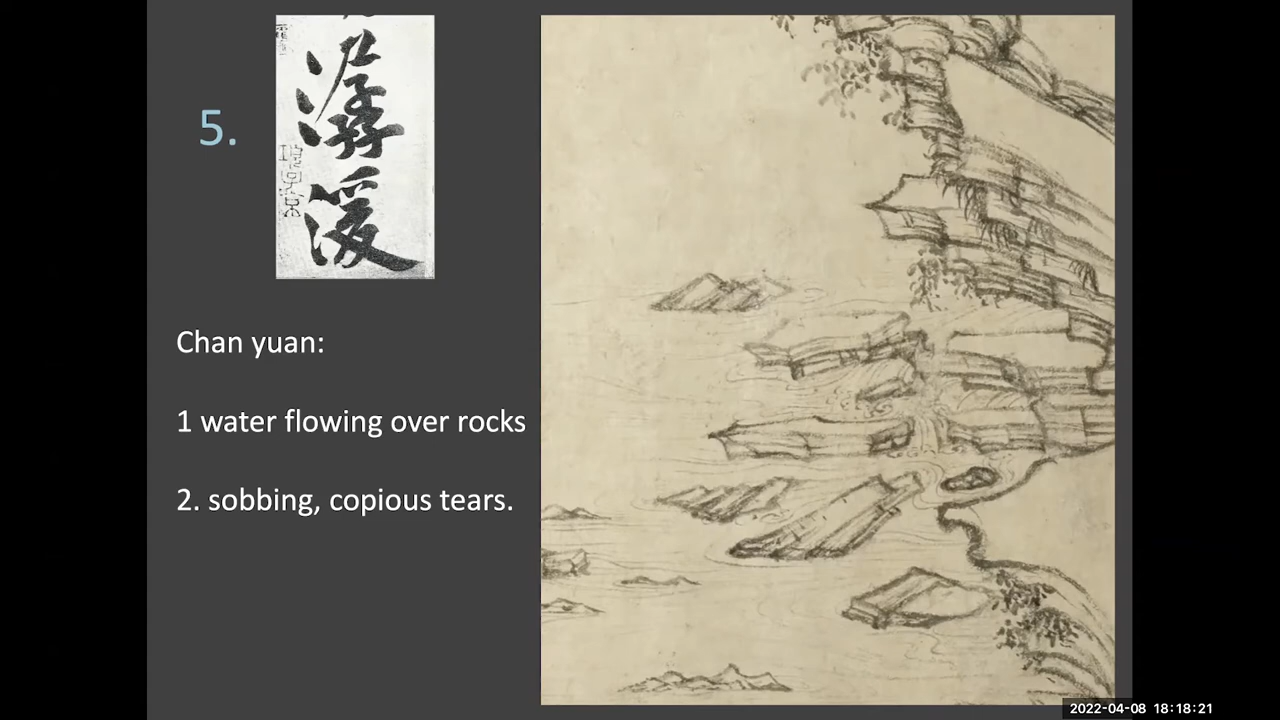 5.
潺湲
Chan yuan:
1 water flowing over rocks
2. sobbing, copious tears.
2022-04-08 18:18:21